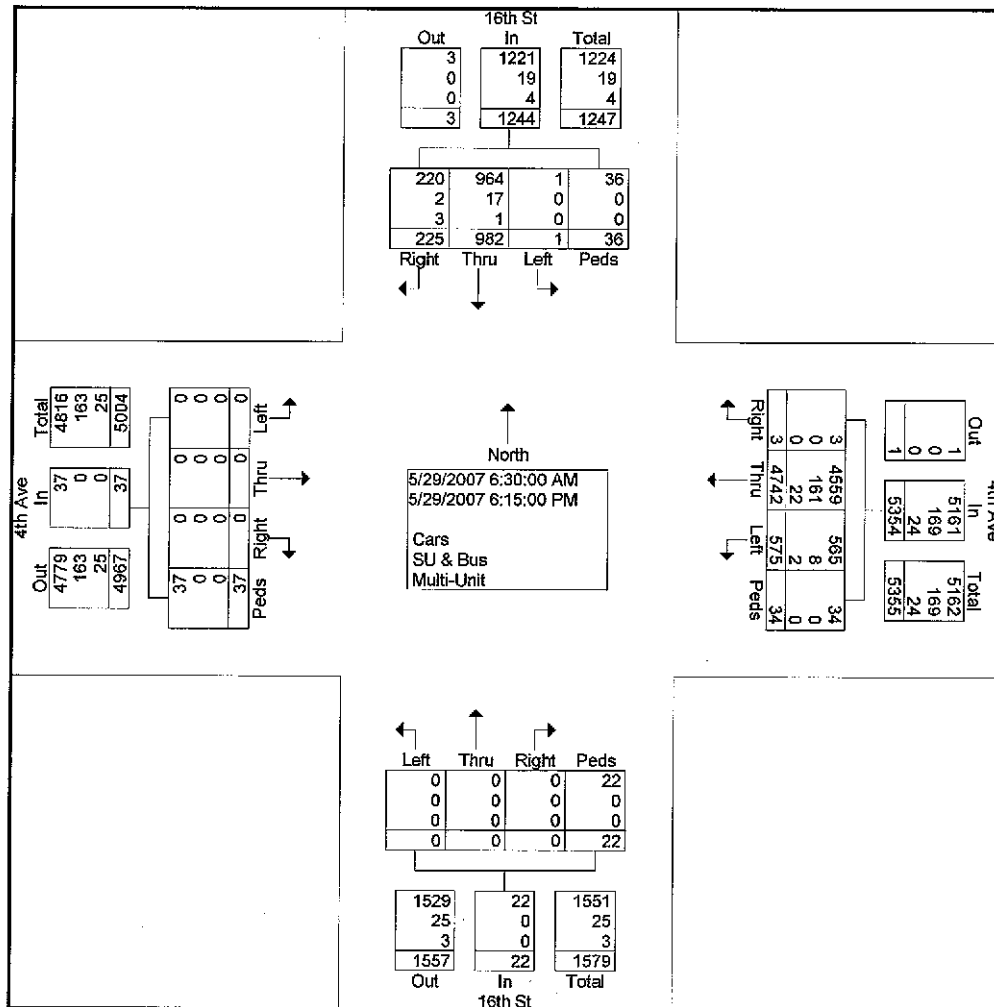 16th St
Out In Total
3 1221 1224
0 19 19
0 4 4
3 1244 1247
220 964 1 36
2 17 0 0
3 1 0 0
225 982 1 36
Right Thru Left Peds
4th Ave
Total In Out
4816 37 4779
163 0 163
25 0 25
5004 37 4967
0 0 0 37
0 0 0 0
0 0 0 0
0 0 0 37
Left Thru Right Peds
North
5/29/2007 6:30:00 AM
5/29/2007 6:15:00 PM
Cars
SU & Bus
Multi-Unit
4th Ave
Out In Total
1 5161 5162
0 169 169
0 24 24
1 5354 5355
3 4559 565 34
0 161 8 0
0 22 2 0
3 4742 575 34
Right Thru Left Peds
Left Thru Right Peds
0 0 0 22
0 0 0 0
0 0 0 0
0 0 0 22
1529 22 1551
25 0 25
3 0 3
1557 22 1579
Out In Total
16th St